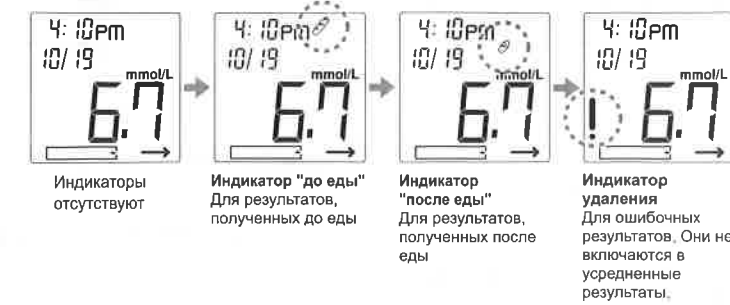 4:10PM
10/19
mmol/L
6.7
4:10PM
10/19
mmol/L
6.7
4:10PM
10/19
mmol/L
6.7
4:10PM
10/19
mmol/L
! 6.7
Индикаторы
отсутствуют
Индикатор "до еды"
Для результатов,
полученных до еды
Индикатор
"после еды"
Для результатов,
полученных после
еды
Индикатор
удаления
Для ошибочных
результатов. Они не
включаются в
усредненные
результаты.